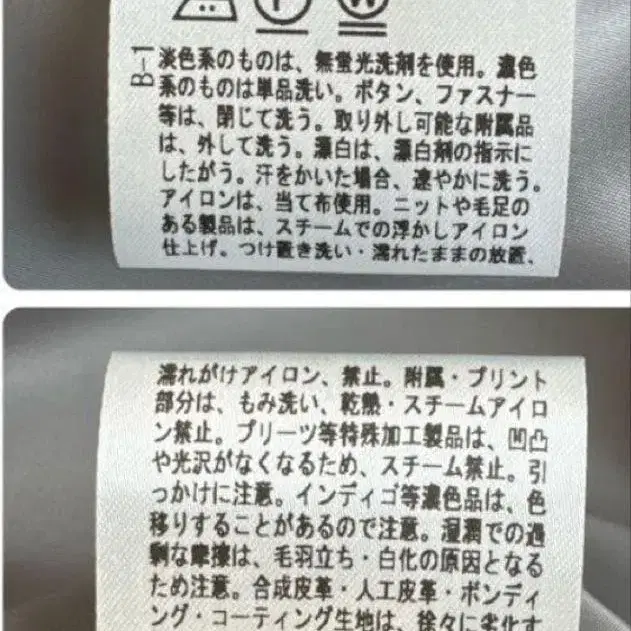 P
W
B-1
淡色系のものは、無蛍光洗剤を使用。濃色
系のものは単品洗い。ボタン、ファスナー
等は、閉じて洗う。取り外し可能な附属品
は、外して洗う。漂白は、漂白剤の指示に
したがう。汗をかいた場合、速やかに洗う。
アイロンは、当て布使用。ニットや毛足の
ある製品は、スチームでの浮かしアイロン
仕上げ。つけ置き洗い・濡れたままの放置、
濡れがけアイロン、禁止。附属・プリント
部分は、もみ洗い、乾熱・スチームアイロ
ン禁止。プリーツ等特殊加工製品は、凹凸
や光沢がなくなるため、スチーム禁止。引
っかけに注意。インディゴ等濃色品は、色
移りすることがあるので注意。湿潤での過
剰な摩擦は、毛羽立ち・白化の原因となる
ため注意。合成皮革・人工皮革・ボンディ
ング・コーティング生地は、徐々に劣化す